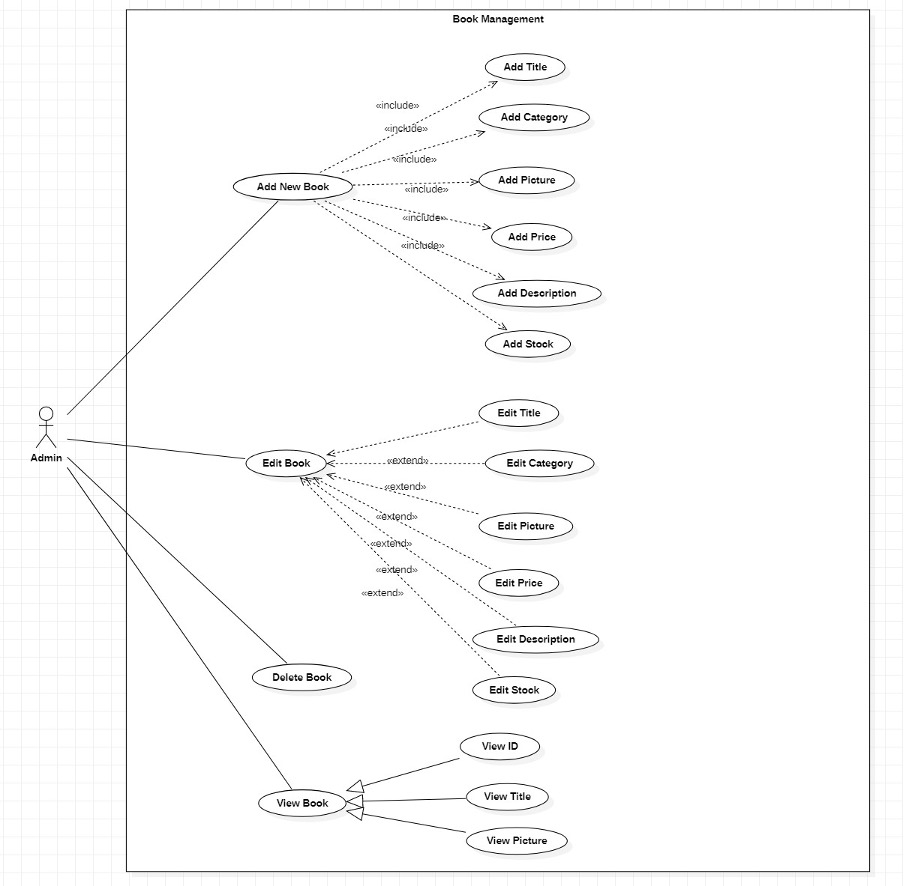 Book Management
Add Title
«include»
Add Category
«include»
«include»
Add Picture
Add New Book
«include»
«include»
Add Price
«include»
Add Description
Add Stock
Edit Title
Admin
Edit Book
«extend»
Edit Category
«extend»
«extend»
Edit Picture
«extend»
«extend»
Edit Price
«extend»
Edit Description
Delete Book
Edit Stock
View ID
View Title
View Book
View Picture